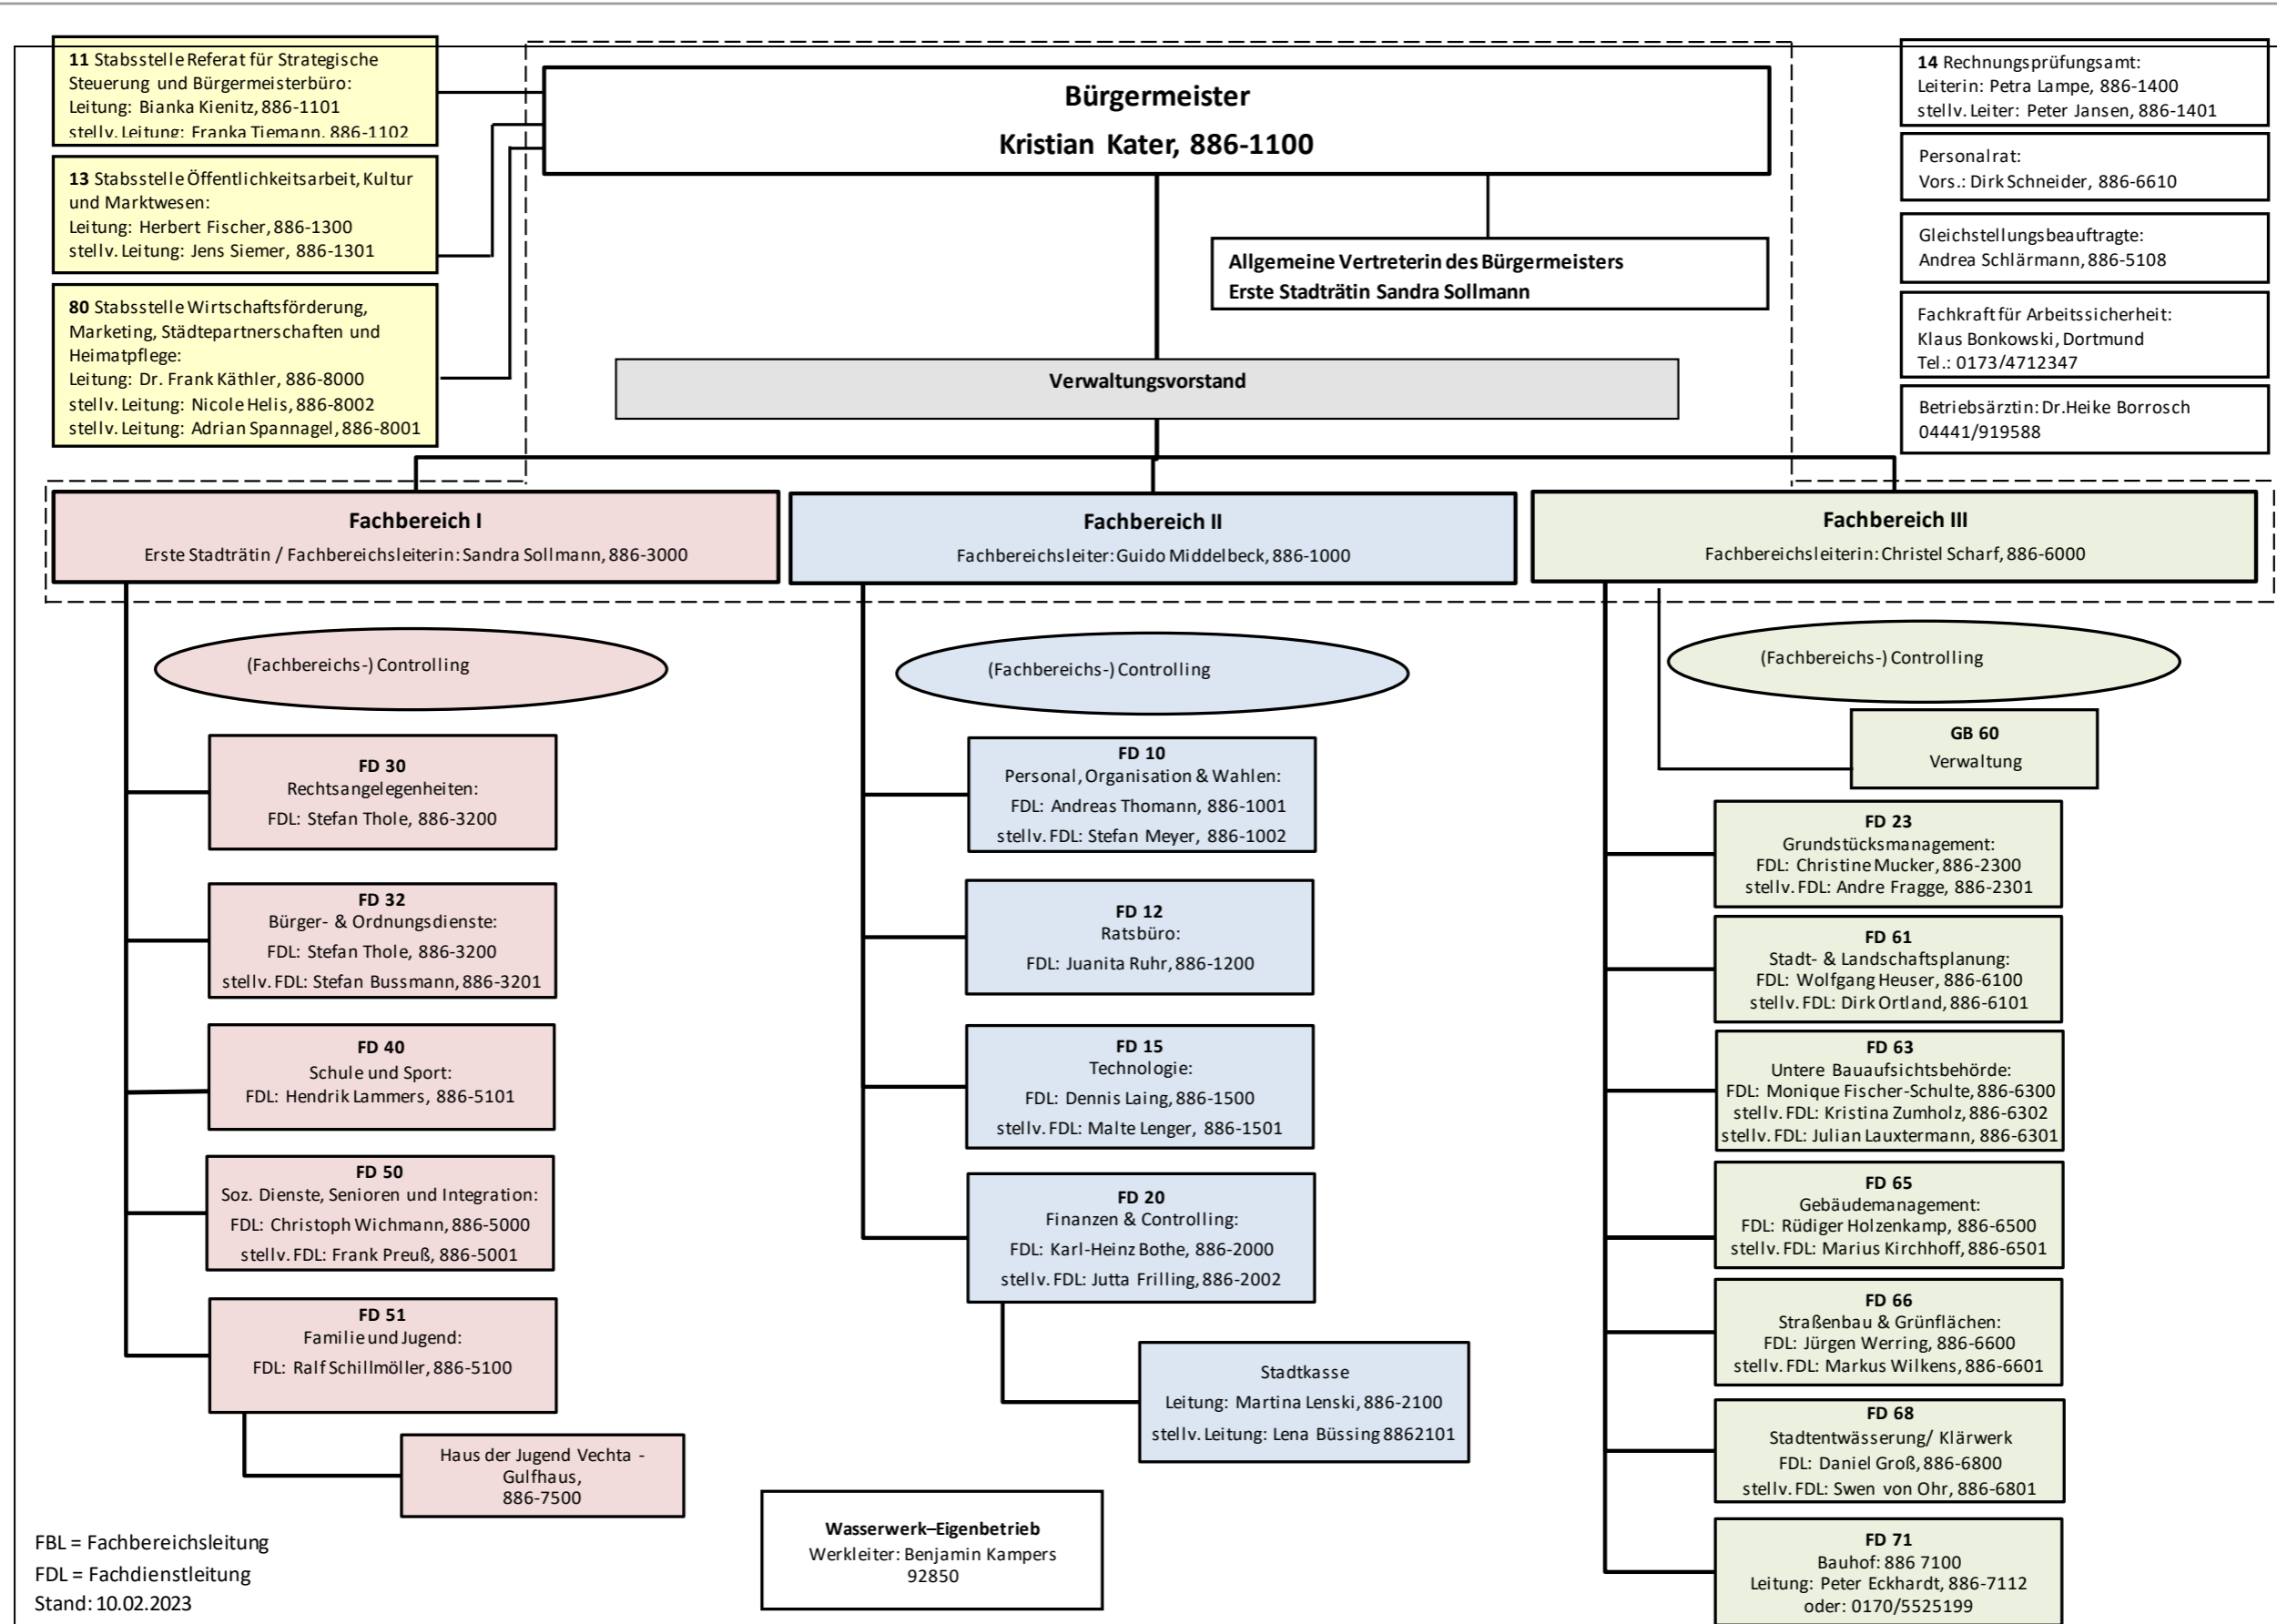 11 Stabsstelle Referat für Strategische
Steuerung und Bürgermeisterbüro:
Leitung: Bianka Kienitz, 886-1101
stellv. Leitung: Franka Tiemann, 886-1102
13 Stabsstelle Öffentlichkeitsarbeit, Kultur
und Marktwesen:
Leitung: Herbert Fischer, 886-1300
stellv. Leitung: Jens Siemer, 886-1301
80 Stabsstelle Wirtschaftsförderung,
Marketing, Städtepartnerschaften und
Heimatpflege:
Leitung: Dr. Frank Käthler, 886-8000
stellv. Leitung: Nicole Helis, 886-8002
stellv. Leitung: Adrian Spannagel, 886-8001
Bürgermeister
Kristian Kater, 886-1100
Allgemeine Vertreterin des Bürgermeisters
Erste Stadträtin Sandra Sollmann
Verwaltungsvorstand
14 Rechnungsprüfungsamt:
Leiterin: Petra Lampe, 886-1400
stellv. Leiter: Peter Jansen, 886-1401
Personalrat:
Vors.: Dirk Schneider, 886-6610
Gleichstellungsbeauftragte:
Andrea Schlärmann, 886-5108
Fachkraft für Arbeitssicherheit:
Klaus Bonkowski, Dortmund
Tel.: 0173/4712347
Betriebsärztin: Dr.Heike Borrosch
04441/919588
Fachbereich I
Erste Stadträtin / Fachbereichsleiterin: Sandra Sollmann, 886-3000
(Fachbereichs-) Controlling
FD 30
Rechtsangelegenheiten:
FDL: Stefan Thole, 886-3200
FD 32
Bürger- & Ordnungsdienste:
FDL: Stefan Thole, 886-3200
stellv. FDL: Stefan Bussmann, 886-3201
FD 40
Schule und Sport:
FDL: Hendrik Lammers, 886-5101
FD 50
Soz. Dienste, Senioren und Integration:
FDL: Christoph Wichmann, 886-5000
stellv. FDL: Frank Preuß, 886-5001
FD 51
Familie und Jugend:
FDL: Ralf Schillmöller, 886-5100
Haus der Jugend Vechta -
Gulfhaus,
886-7500
Fachbereich II
Fachbereichsleiter: Guido Middelbeck, 886-1000
(Fachbereichs-) Controlling
FD 10
Personal, Organisation & Wahlen:
FDL: Andreas Thomann, 886-1001
stellv. FDL: Stefan Meyer, 886-1002
FD 12
Ratsbüro:
FDL: Juanita Ruhr, 886-1200
FD 15
Technologie:
FDL: Dennis Laing, 886-1500
stellv. FDL: Malte Lenger, 886-1501
FD 20
Finanzen & Controlling:
FDL: Karl-Heinz Bothe, 886-2000
stellv. FDL: Jutta Frilling, 886-2002
Stadtkasse
Leitung: Martina Lenski, 886-2100
stellv. Leitung: Lena Büssing 8862101
Wasserwerk–Eigenbetrieb
Werkleiter: Benjamin Kampers
92850
Fachbereich III
Fachbereichsleiterin: Christel Scharf, 886-6000
(Fachbereichs-) Controlling
GB 60
Verwaltung
FD 23
Grundstücksmanagement:
FDL: Christine Mucker, 886-2300
stellv. FDL: Andre Fragge, 886-2301
FD 61
Stadt- & Landschaftsplanung:
FDL: Wolfgang Heuser, 886-6100
stellv. FDL: Dirk Ortland, 886-6101
FD 63
Untere Bauaufsichtsbehörde:
FDL: Monique Fischer-Schulte, 886-6300
stellv. FDL: Kristina Zumholz, 886-6302
stellv. FDL: Julian Lauxtermann, 886-6301
FD 65
Gebäudemanagement:
FDL: Rüdiger Holzenkamp, 886-6500
stellv. FDL: Marius Kirchhoff, 886-6501
FD 66
Straßenbau & Grünflächen:
FDL: Jürgen Werring, 886-6600
stellv. FDL: Markus Wilkens, 886-6601
FD 68
Stadtentwässerung/ Klärwerk
FDL: Daniel Groß, 886-6800
stellv. FDL: Swen von Ohr, 886-6801
FD 71
Bauhof: 886 7100
Leitung: Peter Eckhardt, 886-7112
oder: 0170/5525199
FBL = Fachbereichsleitung
FDL = Fachdienstleitung
Stand: 10.02.2023